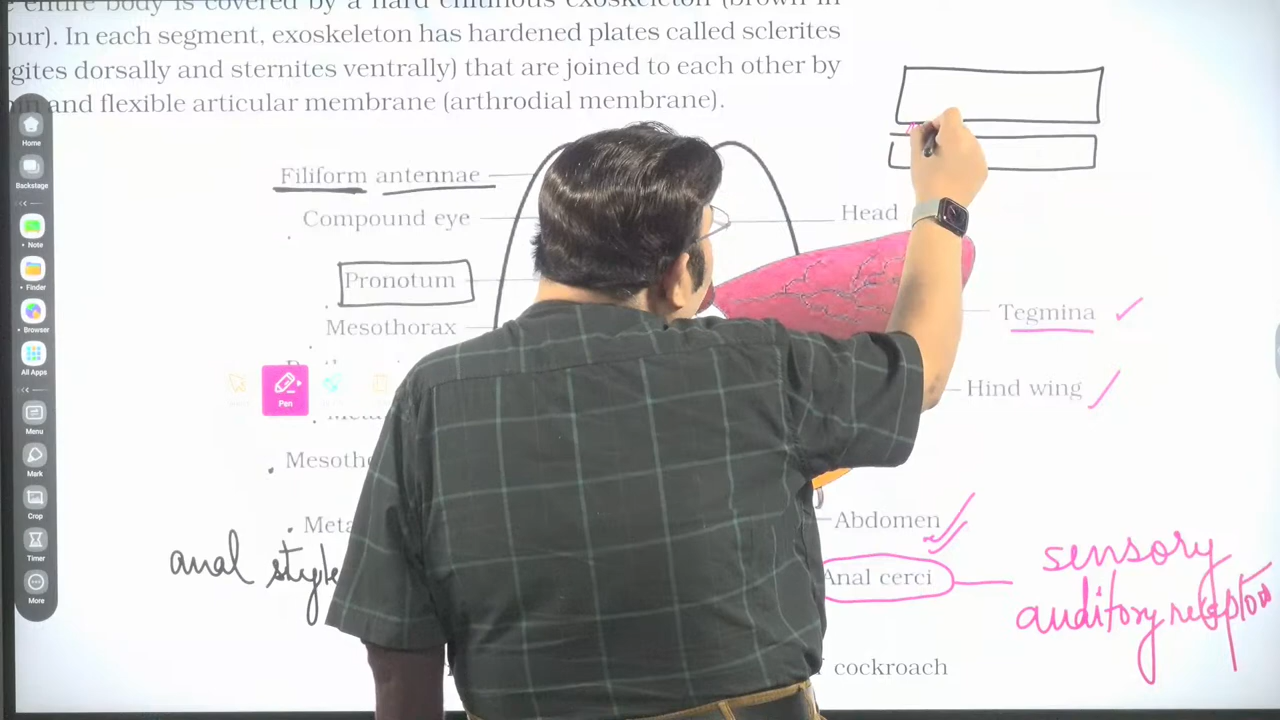 entire body is covered by a hard chitinous exoskeleton (brown in
our). In each segment, exoskeleton has hardened plates called sclerites
rgites dorsally and sternites ventrally) that are joined to each other by
and flexible articular membrane (arthrodial membrane).
Filiform antennae
Compound eye
Head
Pronotum
Mesothorax
Tegmina
Hind wing
Mesotho
Meta
Abdomen
anal style
Anal cerci
sensory
auditory receptors
cockroach
Home
Backstage
Note
Finder
Browser
All Apps
Menu
Mark
Crop
Timer
More
Pen